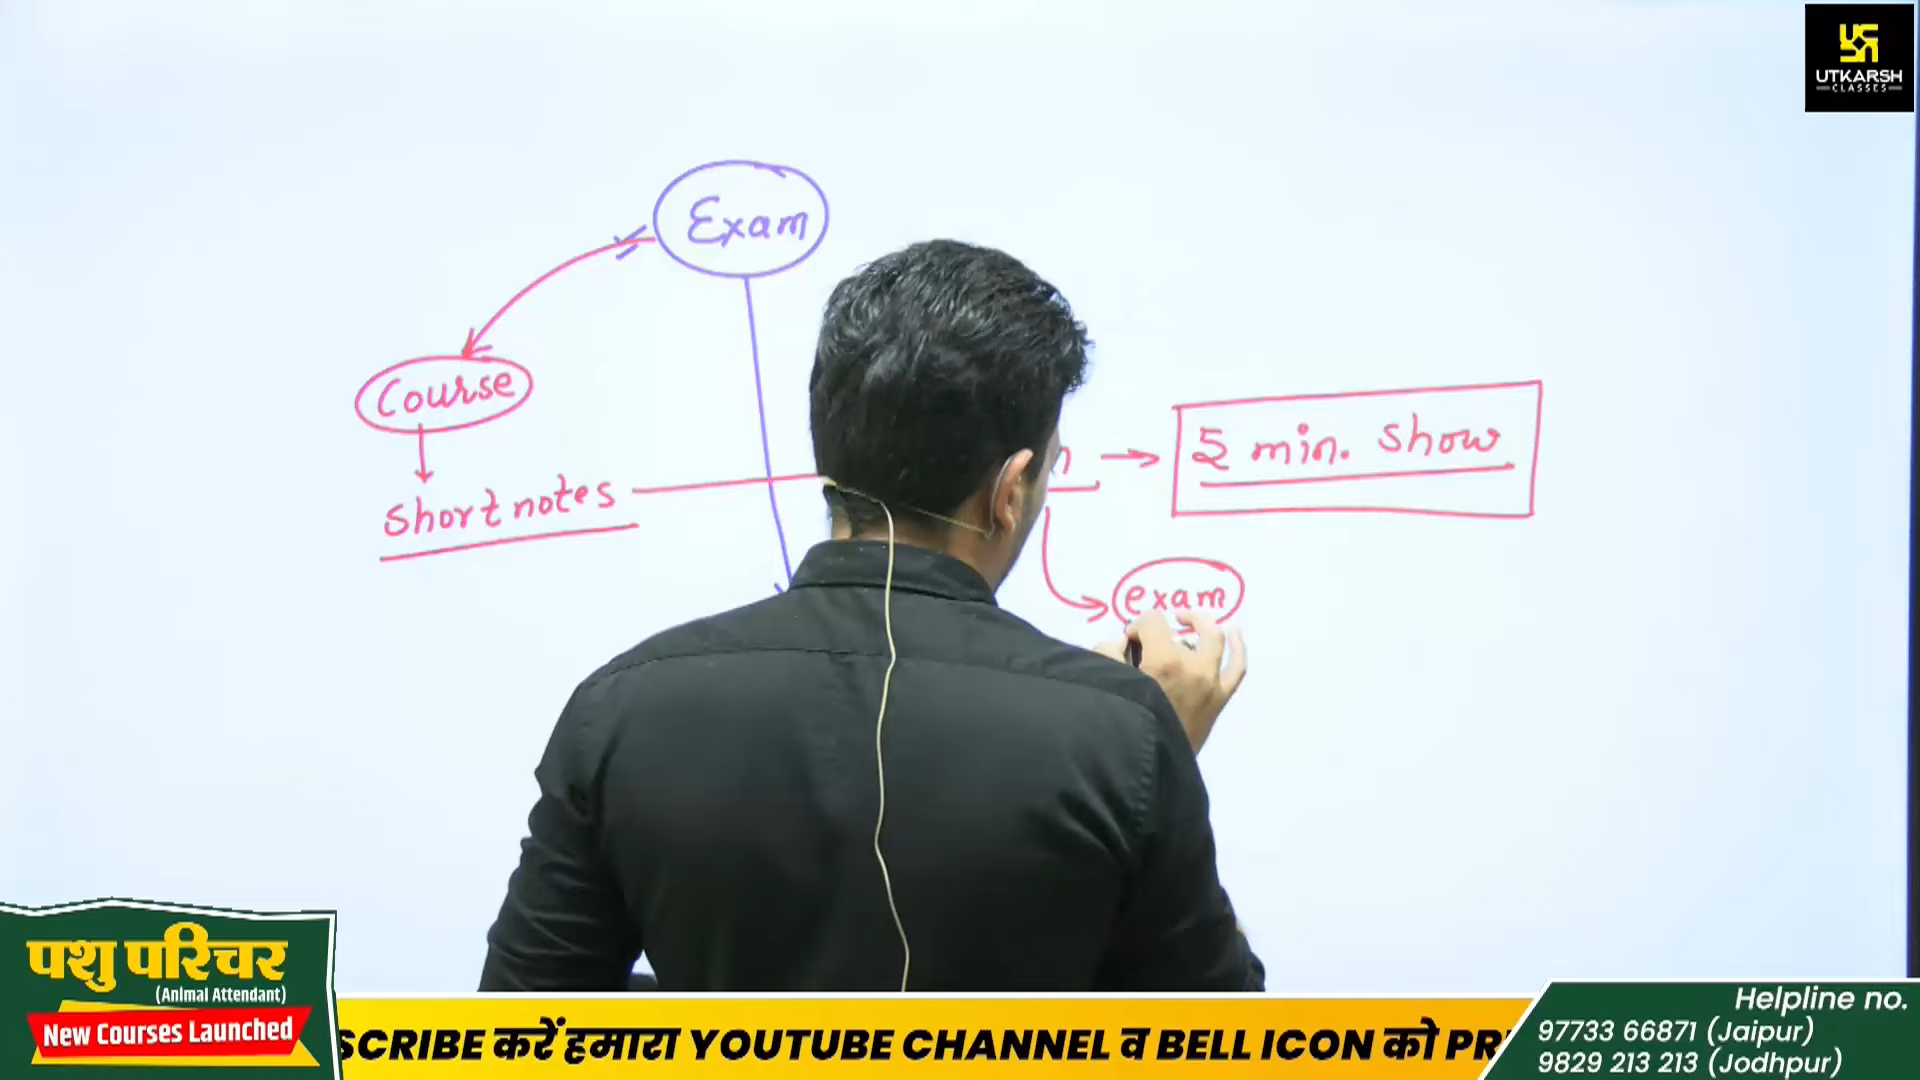 UTKARSH
CLASSES
Exam
Course
5 min. Show
Short notes
exam
पशु परिचर
(Animal Attendant)
New Courses Launched
SCRIBE करें हमारा YOUTUBE CHANNEL व BELL ICON को
Helpline no.
97733 66871 (Jaipur)
9829 213 213 (Jodhpur)